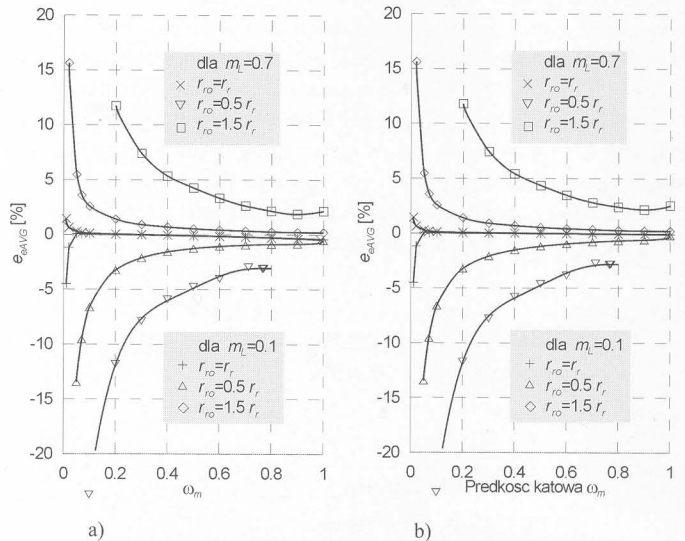 20
15
10
5
0
-5
-10
-15
-20
e_eAVG [%]
dla m_L=0.7
r_ro=r_r
r_ro=0.5 r_r
r_ro=1.5 r_r
dla m_L=0.1
r_ro=r_r
r_ro=0.5 r_r
r_ro=1.5 r_r
0 0.2 0.4 0.6 0.8 1
ω_m
a)
20
15
10
5
0
-5
-10
-15
-20
e_eAVG [%]
dla m_L=0.7
r_ro=r_r
r_ro=0.5 r_r
r_ro=1.5 r_r
dla m_L=0.1
r_ro=r_r
r_ro=0.5 r_r
r_ro=1.5 r_r
0 0.2 0.4 0.6 0.8 1
Predkosc katowa ω_m
b)